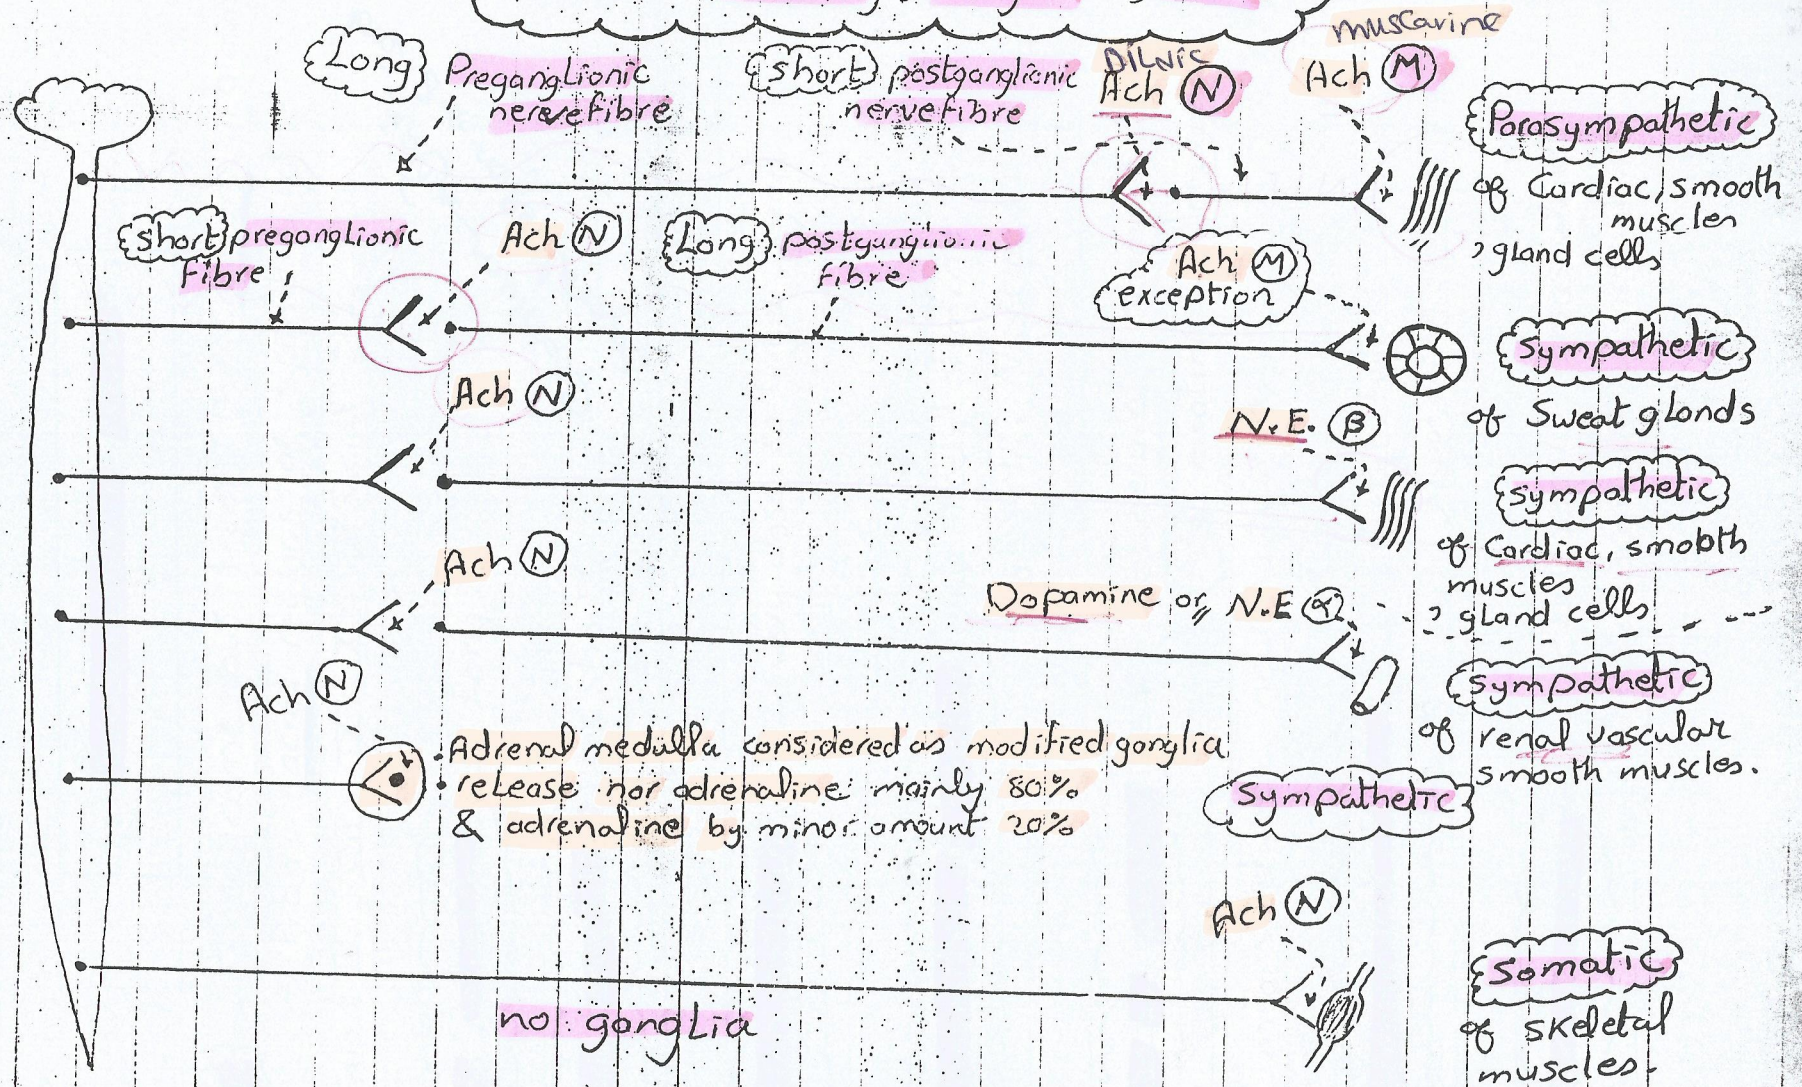 muscarine
Long
Preganglionic
nerve fibre
short
postganglionic
nerve fibre
Ach N
Ach M
Parasympathetic
of Cardiac, smooth
muscles
, gland cells
short preganglionic
Fibre
Ach N
Long postganglionic
fibre
Ach M
exception
Sympathetic
of Sweat glands
Ach N
N.E. β
Sympathetic
of Cardiac, smooth
muscles
, gland cells
Ach N
Dopamine or N.E α
Sympathetic
of renal vascular
smooth muscles.
Ach N
• Adrenal medulla considered as modified ganglia
• release nor adrenaline mainly 80%
& adrenaline by minor amount 20%
Sympathetic
Ach N
no ganglia
Somatic
of skeletal
muscles.